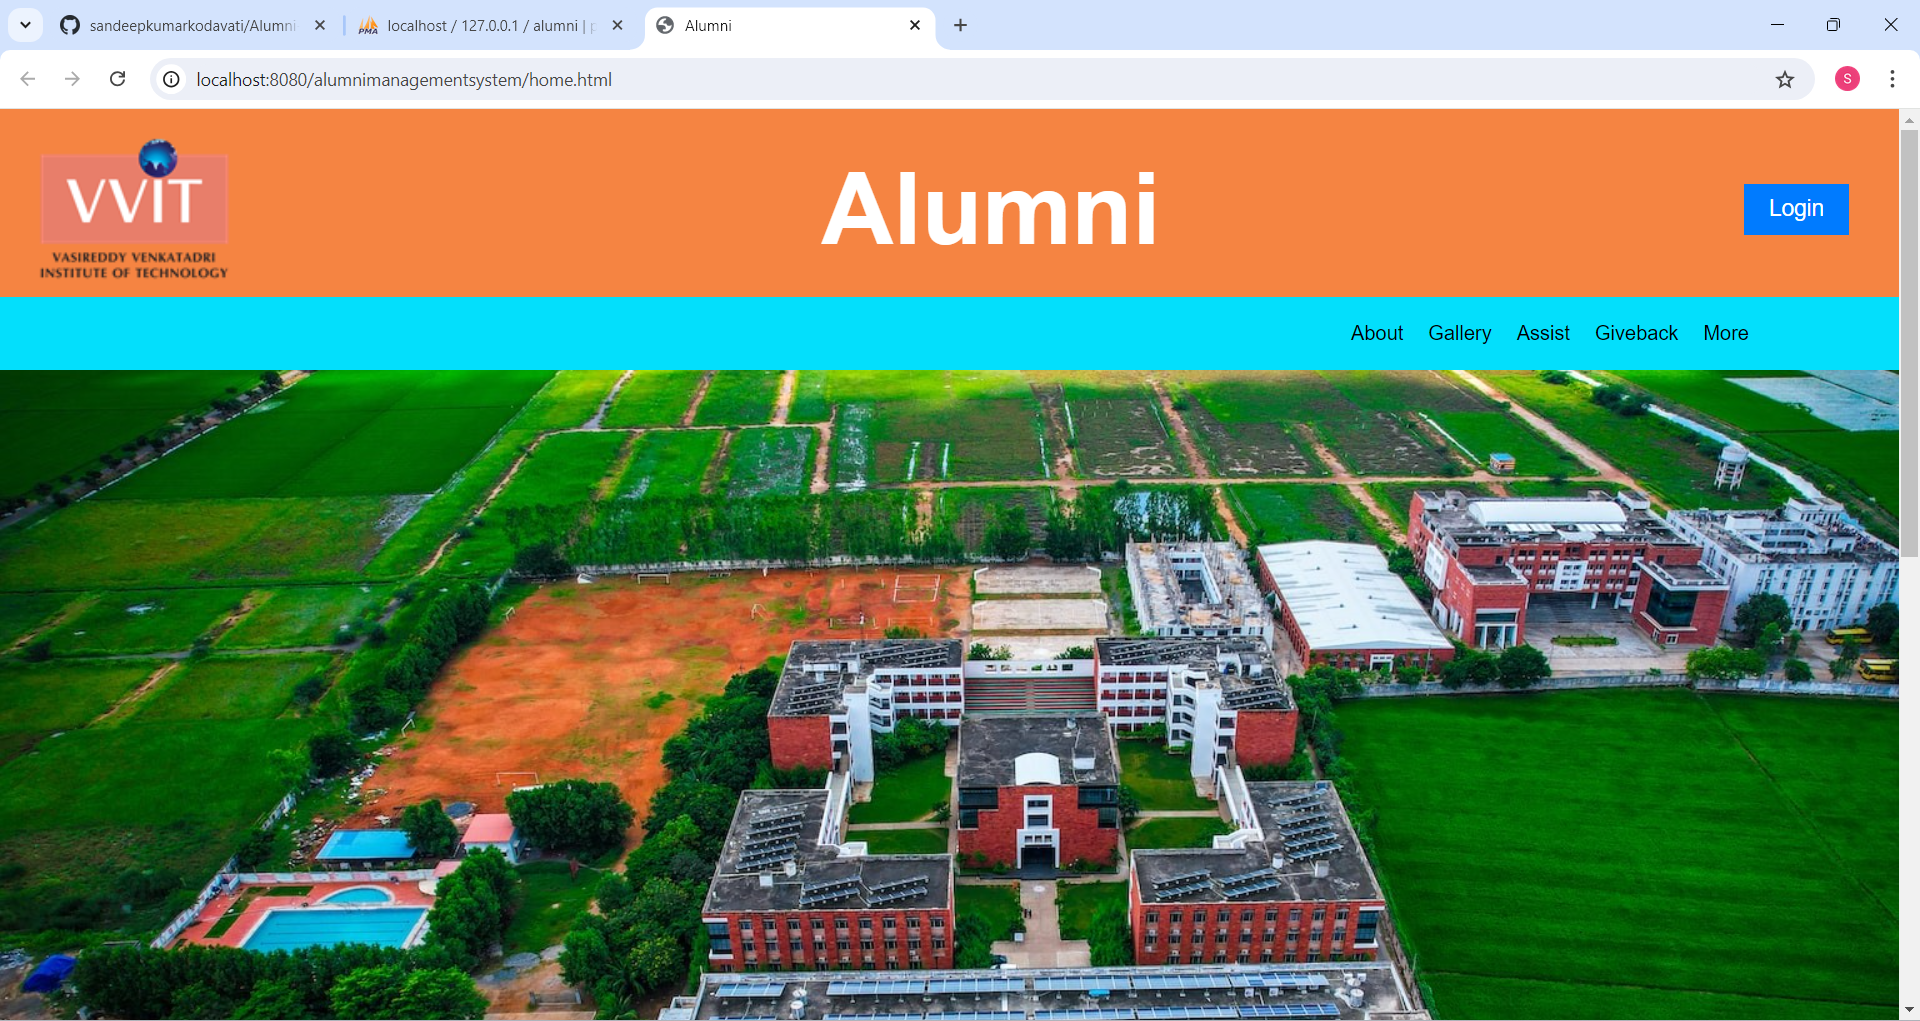 sandeepkumarkodavati/Alumni
localhost / 127.0.0.1 / alumni | p
Alumni
localhost:8080/alumnimanagementsystem/home.html
S
VVIT
VASIREDDY VENKATADRI
INSTITUTE OF TECHNOLOGY
Alumni
Login
About Gallery Assist Giveback More